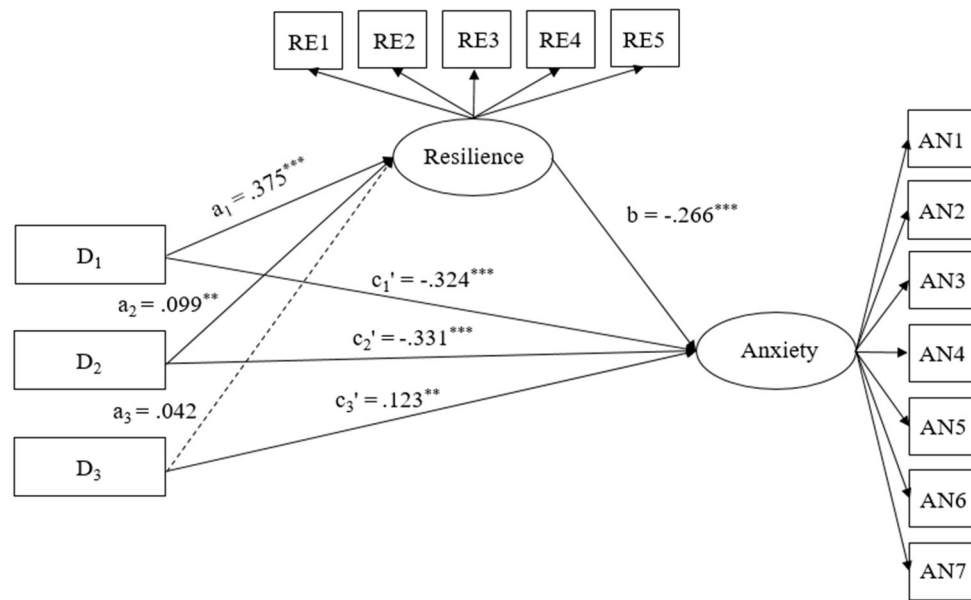 RE1 RE2 RE3 RE4 RE5
Resilience
AN1
AN2
AN3
AN4
AN5
AN6
AN7
a₁ = .375***
b = -.266***
D₁
c₁' = -.324***
a₂ = .099**
D₂
c₂' = -.331***
Anxiety
a₃ = .042
c₃' = .123**
D₃